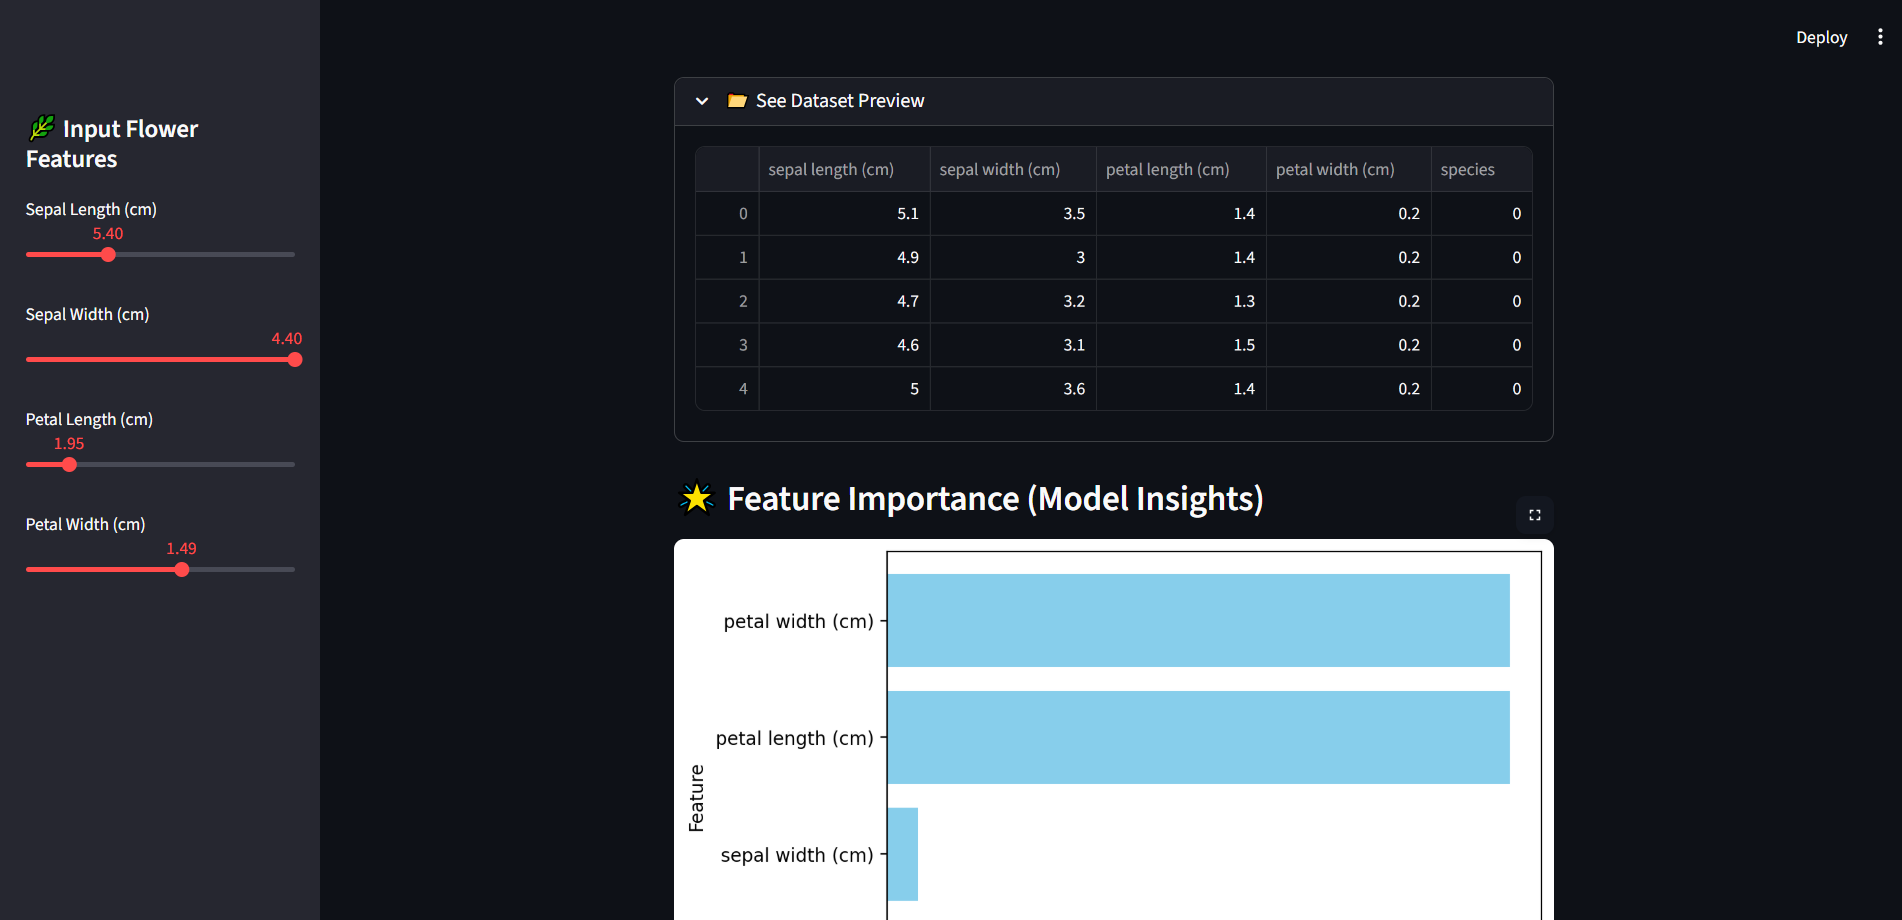 Deploy
🌿 Input Flower
Features
Sepal Length (cm)
5.40
Sepal Width (cm)
4.40
Petal Length (cm)
1.95
Petal Width (cm)
1.49
📂 See Dataset Preview
sepal length (cm) sepal width (cm) petal length (cm) petal width (cm) species
0 5.1 3.5 1.4 0.2 0
1 4.9 3 1.4 0.2 0
2 4.7 3.2 1.3 0.2 0
3 4.6 3.1 1.5 0.2 0
4 5 3.6 1.4 0.2 0
🌟 Feature Importance (Model Insights)
petal width (cm)
petal length (cm)
Feature
sepal width (cm)